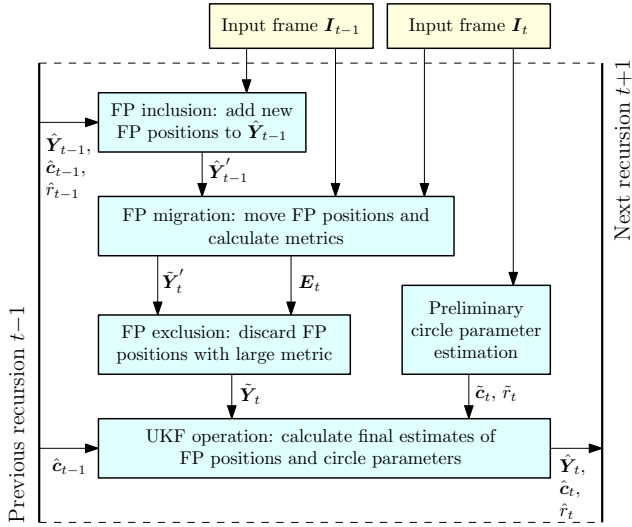 Input frame I_{t−1}
Input frame I_t
FP inclusion: add new
FP positions to Ŷ_{t−1}
Ŷ_{t−1},
ĉ_{t−1},
r̂_{t−1}
Ŷ′_{t−1}
FP migration: move FP positions and
calculate metrics
Ỹ′_t
E_t
FP exclusion: discard FP
positions with large metric
Preliminary
circle parameter
estimation
Ỹ_t
c̃_t, r̃_t
UKF operation: calculate final estimates of
FP positions and circle parameters
ĉ_{t−1}
Ŷ_t,
ĉ_t,
r̂_t
Previous recursion t−1
Next recursion t+1